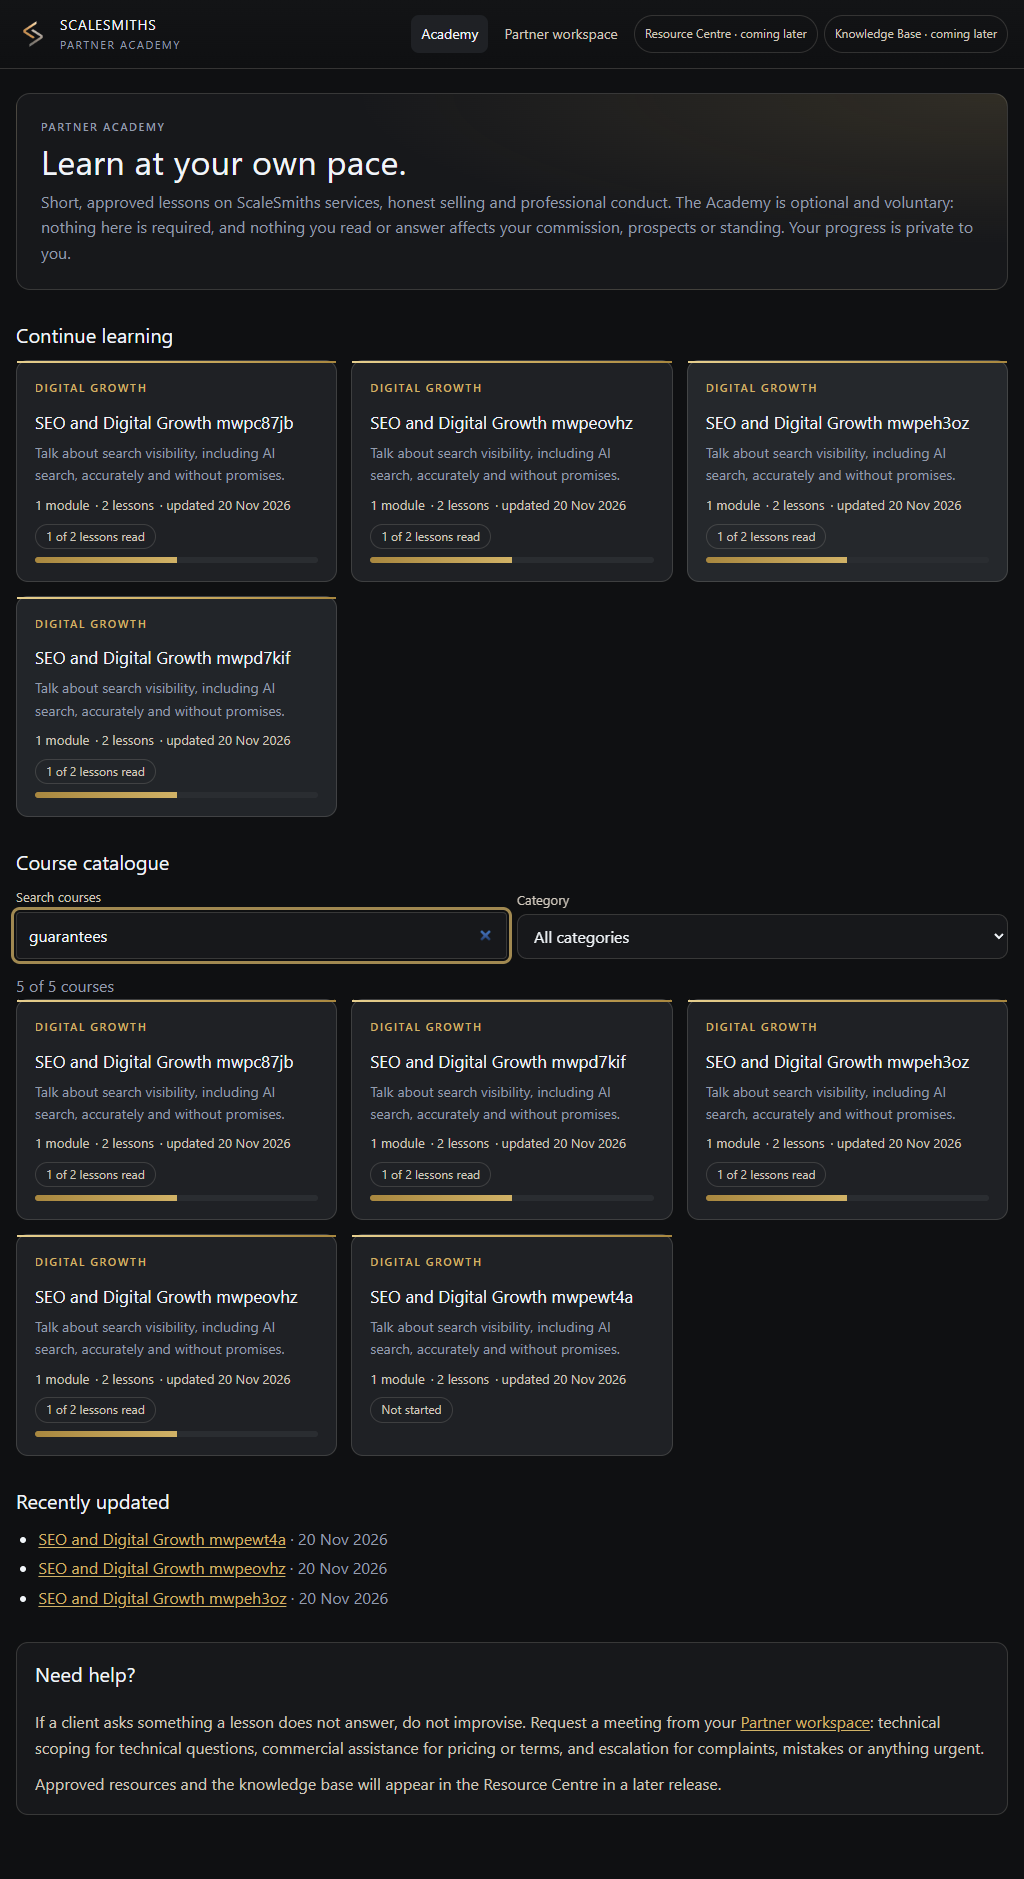 SCALESMITHS
PARTNER ACADEMY
Academy
Partner workspace
Resource Centre · coming later
Knowledge Base · coming later
PARTNER ACADEMY
Learn at your own pace.
Short, approved lessons on ScaleSmiths services, honest selling and professional conduct. The Academy is optional and voluntary:
nothing here is required, and nothing you read or answer affects your commission, prospects or standing. Your progress is private to
you.
Continue learning
DIGITAL GROWTH
SEO and Digital Growth mwpc87jb
Talk about search visibility, including AI
search, accurately and without promises.
1 module · 2 lessons · updated 20 Nov 2026
1 of 2 lessons read
DIGITAL GROWTH
SEO and Digital Growth mwpeovhz
Talk about search visibility, including AI
search, accurately and without promises.
1 module · 2 lessons · updated 20 Nov 2026
1 of 2 lessons read
DIGITAL GROWTH
SEO and Digital Growth mwpeh3oz
Talk about search visibility, including AI
search, accurately and without promises.
1 module · 2 lessons · updated 20 Nov 2026
1 of 2 lessons read
DIGITAL GROWTH
SEO and Digital Growth mwpd7kif
Talk about search visibility, including AI
search, accurately and without promises.
1 module · 2 lessons · updated 20 Nov 2026
1 of 2 lessons read
Course catalogue
Search courses
guarantees
Category
All categories
5 of 5 courses
DIGITAL GROWTH
SEO and Digital Growth mwpc87jb
Talk about search visibility, including AI
search, accurately and without promises.
1 module · 2 lessons · updated 20 Nov 2026
1 of 2 lessons read
DIGITAL GROWTH
SEO and Digital Growth mwpd7kif
Talk about search visibility, including AI
search, accurately and without promises.
1 module · 2 lessons · updated 20 Nov 2026
1 of 2 lessons read
DIGITAL GROWTH
SEO and Digital Growth mwpeh3oz
Talk about search visibility, including AI
search, accurately and without promises.
1 module · 2 lessons · updated 20 Nov 2026
1 of 2 lessons read
DIGITAL GROWTH
SEO and Digital Growth mwpeovhz
Talk about search visibility, including AI
search, accurately and without promises.
1 module · 2 lessons · updated 20 Nov 2026
1 of 2 lessons read
DIGITAL GROWTH
SEO and Digital Growth mwpewt4a
Talk about search visibility, including AI
search, accurately and without promises.
1 module · 2 lessons · updated 20 Nov 2026
Not started
Recently updated
SEO and Digital Growth mwpewt4a · 20 Nov 2026
SEO and Digital Growth mwpeovhz · 20 Nov 2026
SEO and Digital Growth mwpeh3oz · 20 Nov 2026
Need help?
If a client asks something a lesson does not answer, do not improvise. Request a meeting from your Partner workspace: technical
scoping for technical questions, commercial assistance for pricing or terms, and escalation for complaints, mistakes or anything urgent.
Approved resources and the knowledge base will appear in the Resource Centre in a later release.